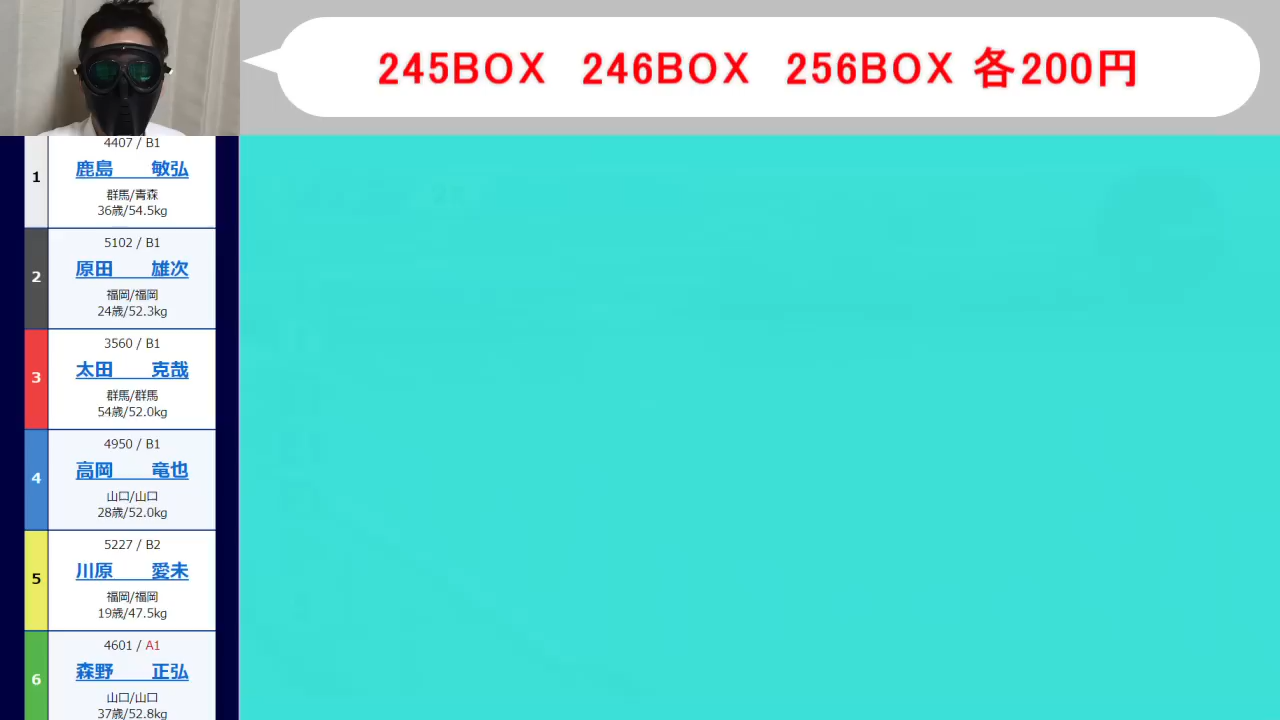 245BOX 246BOX 256BOX 各200円
4407 / B1
1
鹿島 敏弘
群馬/青森
36歳/54.5kg
5102 / B1
2
原田 雄次
福岡/福岡
24歳/52.3kg
3560 / B1
3
太田 克哉
群馬/群馬
54歳/52.0kg
4950 / B1
4
高岡 竜也
山口/山口
28歳/52.0kg
5227 / B2
5
川原 愛未
福岡/福岡
19歳/47.5kg
4601 / A1
6
森野 正弘
山口/山口
37歳/52.8kg